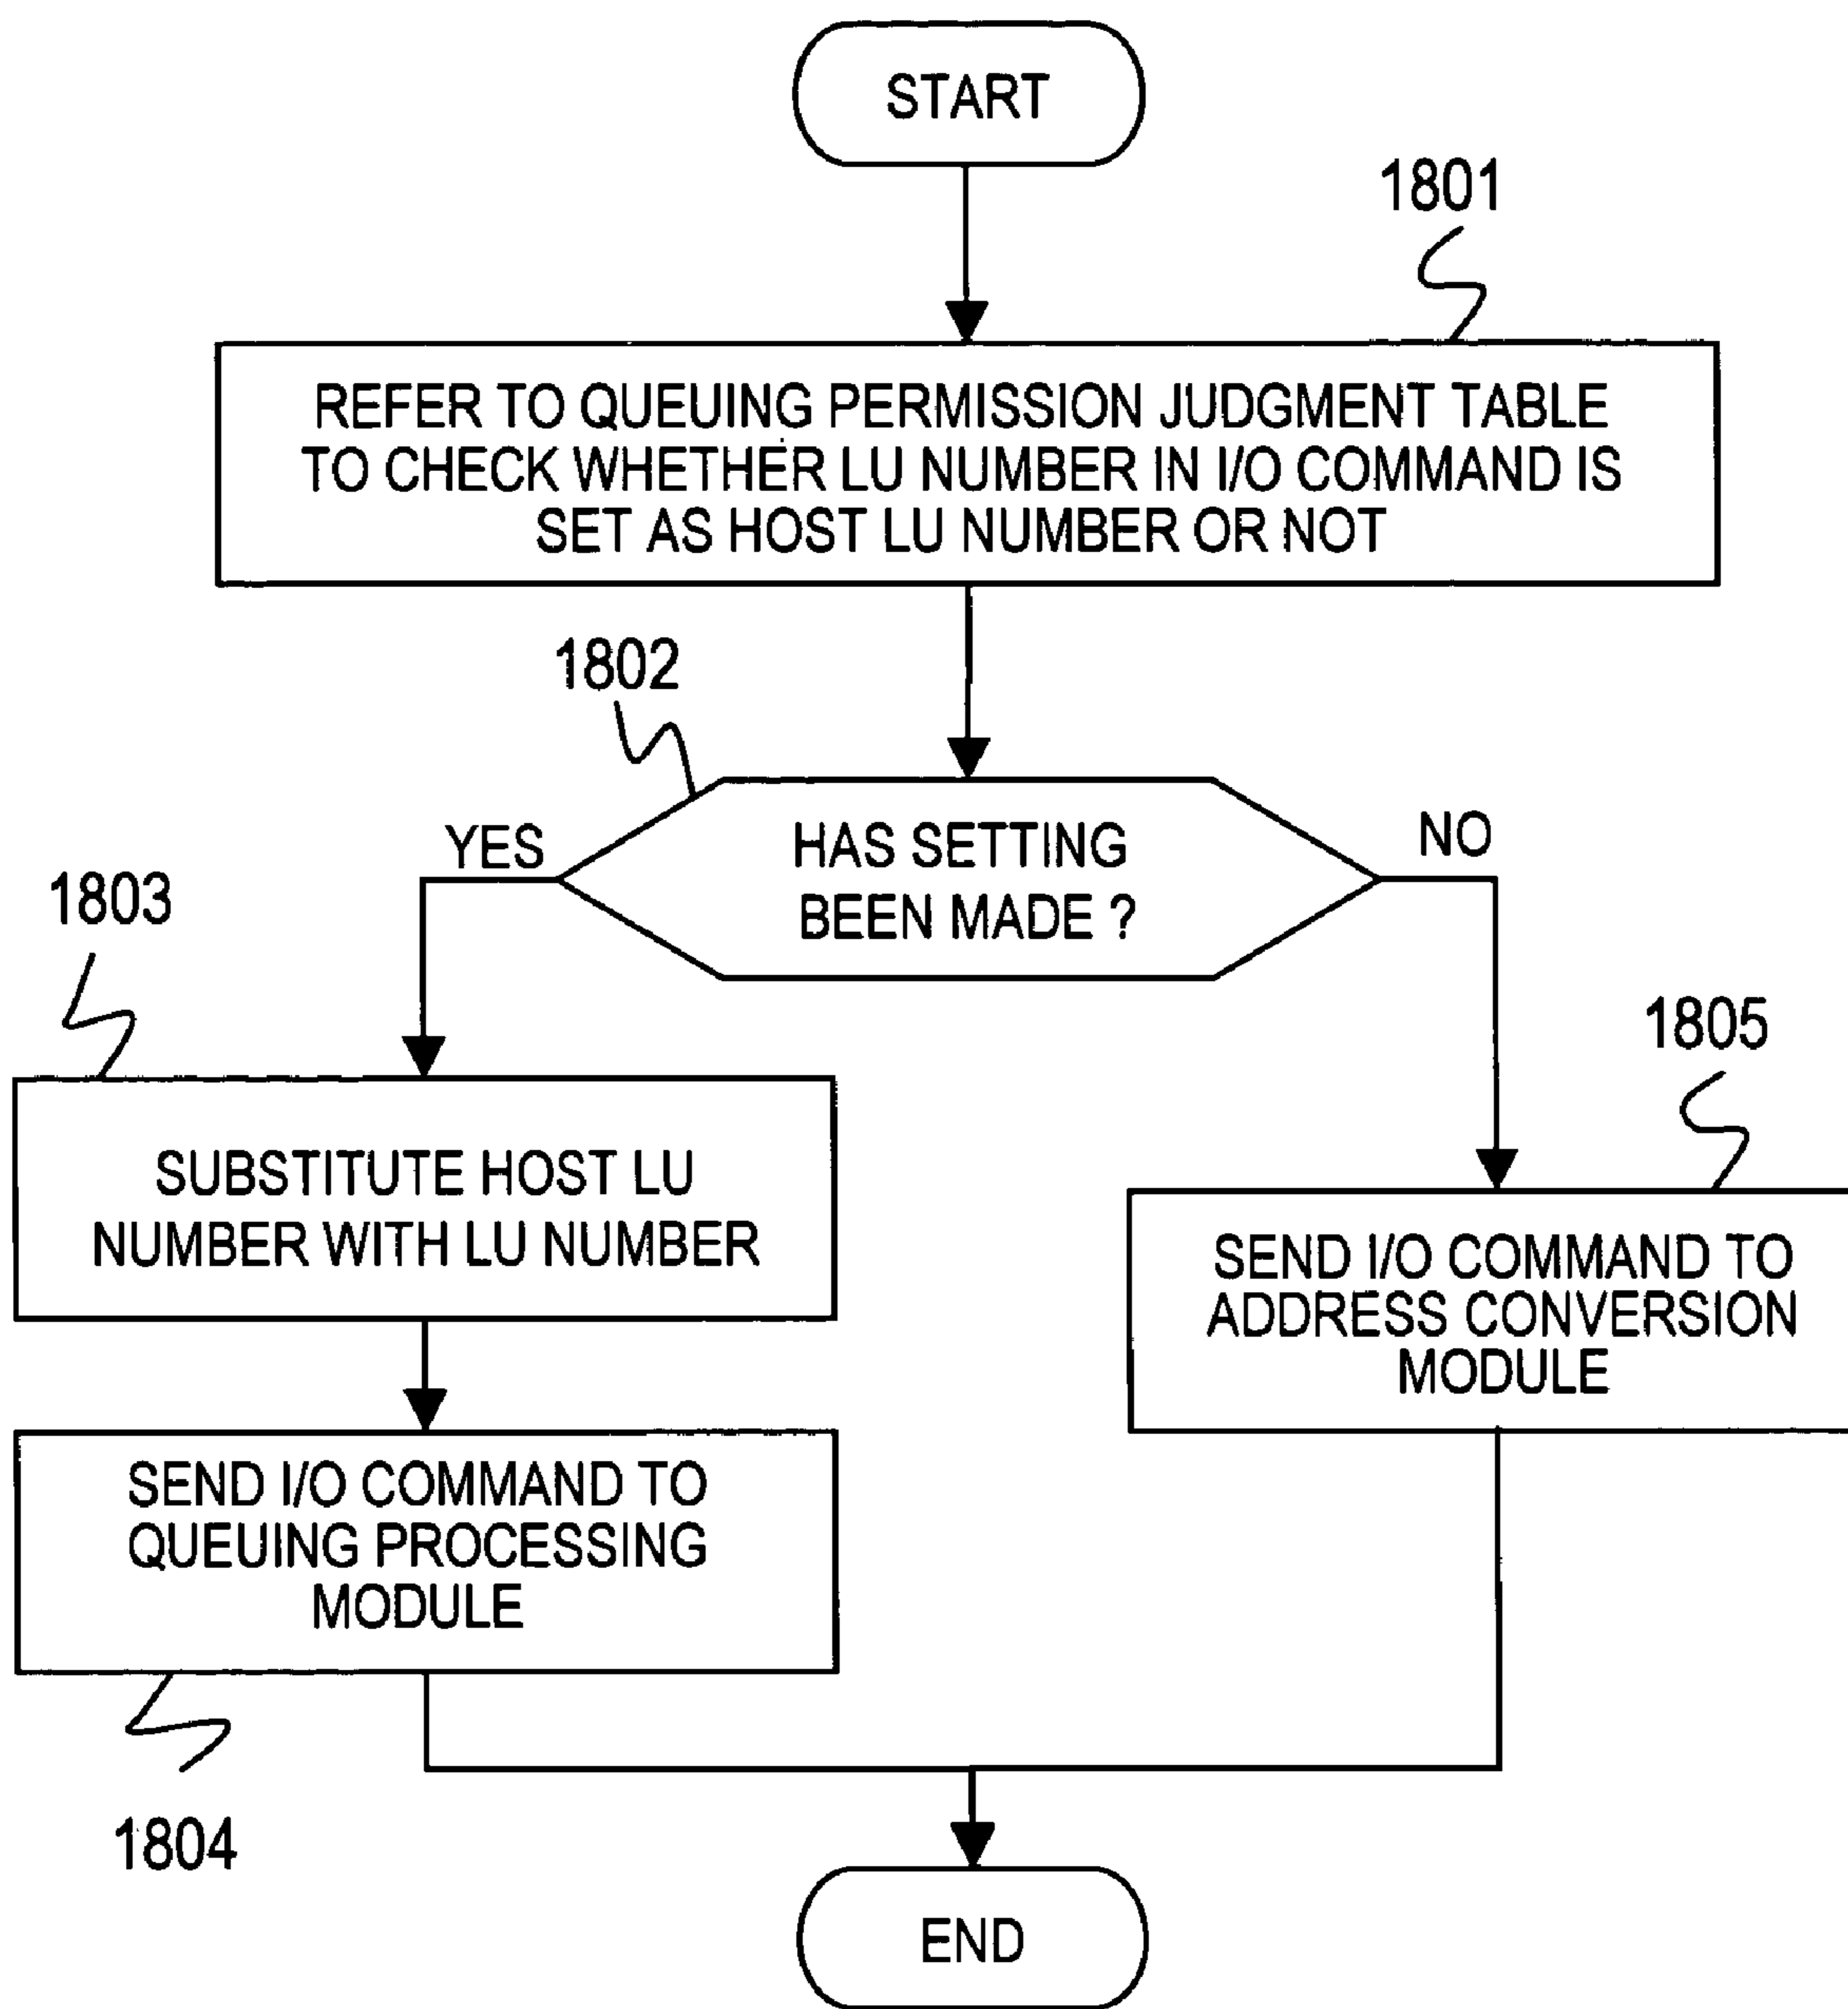 START
1801
REFER TO QUEUING PERMISSION JUDGMENT TABLE
TO CHECK WHETHER LU NUMBER IN I/O COMMAND IS
SET AS HOST LU NUMBER OR NOT
1802
YES
HAS SETTING
BEEN MADE ?
NO
1803
SUBSTITUTE HOST LU
NUMBER WITH LU NUMBER
1805
SEND I/O COMMAND TO
ADDRESS CONVERSION
MODULE
SEND I/O COMMAND TO
QUEUING PROCESSING
MODULE
1804
END